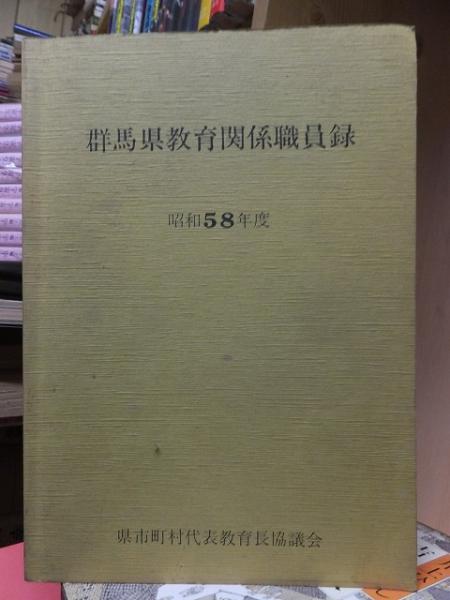 群馬県教育関係職員録
昭和58年度
県市町村代表教育長協議会